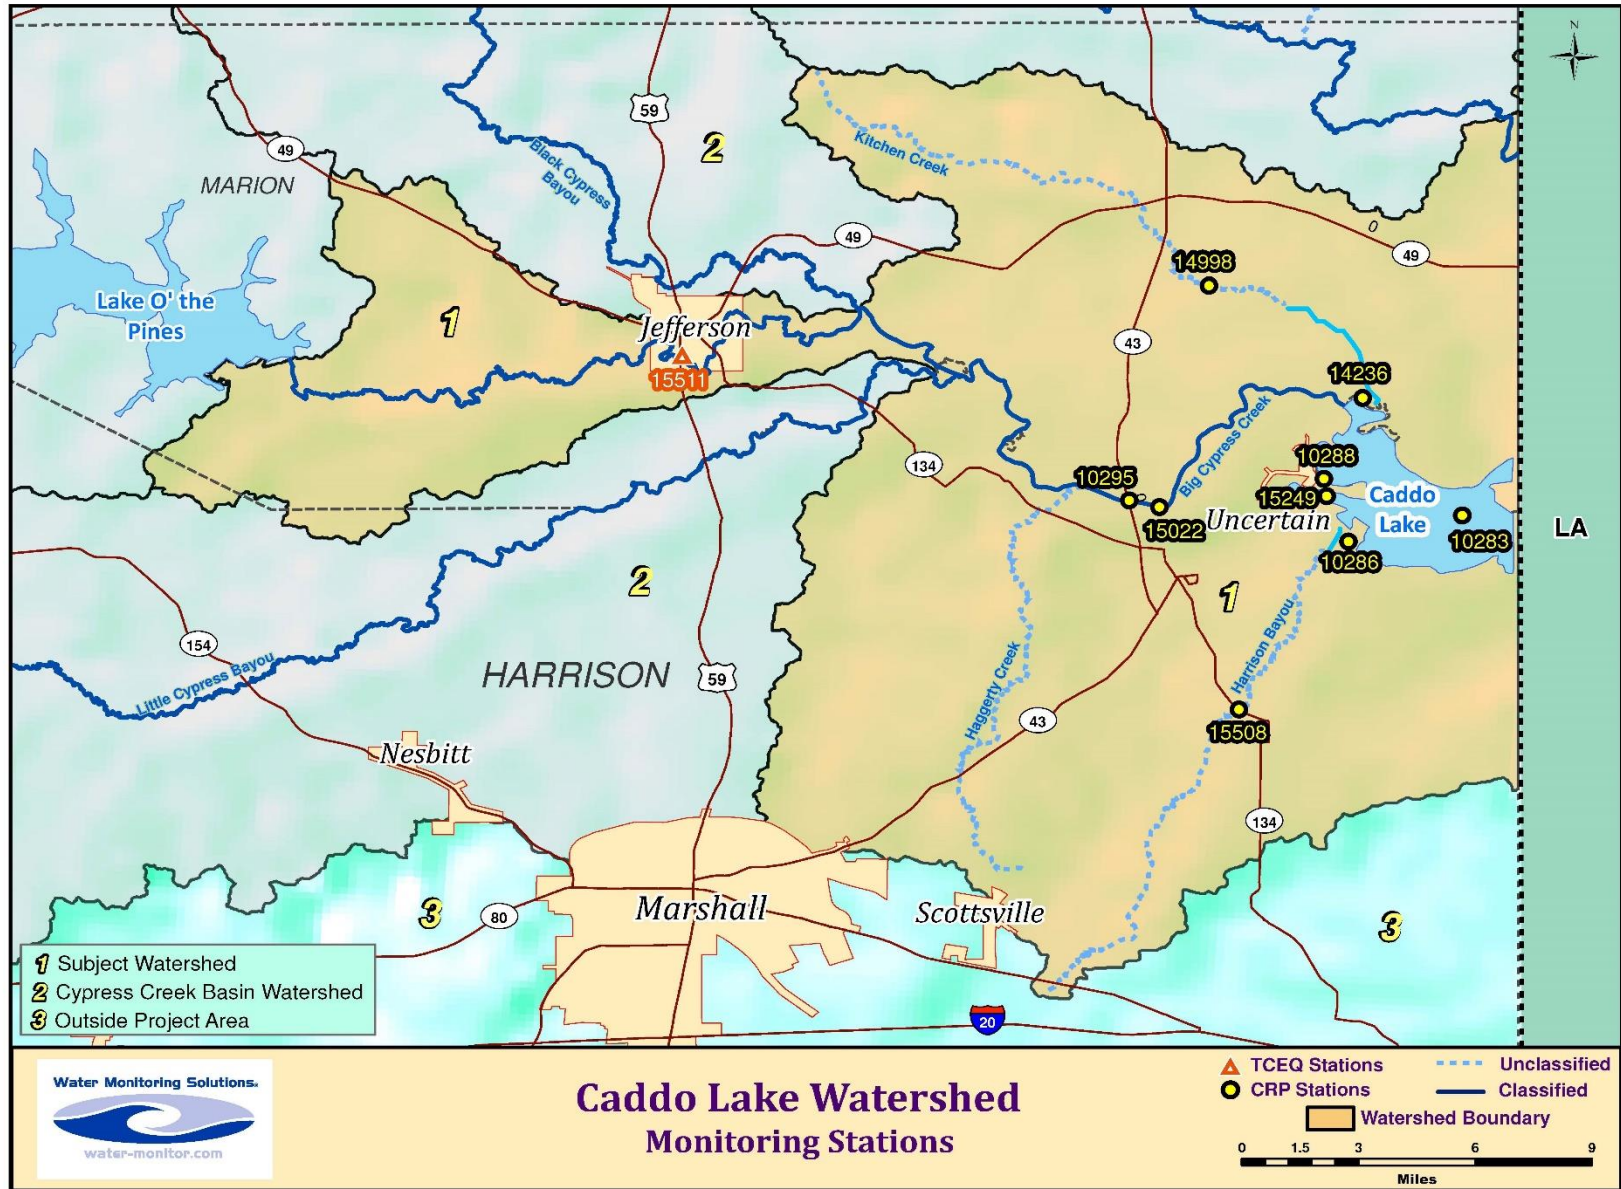 N
59
2
Kitchen Creek
Black Cypress
Bayou
49
MARION
49
0
49
14998
Lake O' the
Pines
1
Jefferson
15511
43
14236
Big Cypress Creek
134
10295
10288
15249
Caddo
Lake
15022
Uncertain
10283
LA
10286
2
1
154
Little Cypress Bayou
HARRISON
59
Haggerty Creek
Harrison Bayou
43
15508
Nesbitt
134
80
3
Marshall
Scottsville
3
20
1 Subject Watershed
2 Cypress Creek Basin Watershed
3 Outside Project Area
Water Monitoring Solutions
water-monitor.com
Caddo Lake Watershed
Monitoring Stations
TCEQ Stations
Unclassified
CRP Stations
Classified
Watershed Boundary
0 1.5 3 6 9
Miles